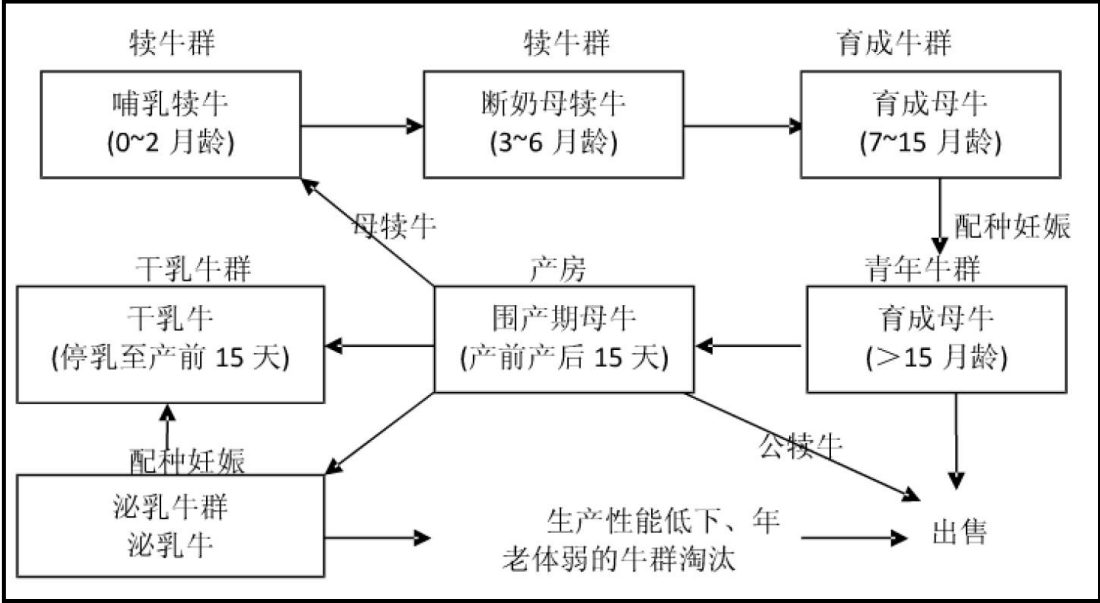 犊牛群
犊牛群
育成牛群
哺乳犊牛
(0~2 月龄)
断奶母犊牛
(3~6 月龄)
育成母牛
(7~15 月龄)
母犊牛
配种妊娠
干乳牛群
产房
青年牛群
干乳牛
(停乳至产前 15 天)
围产期母牛
(产前产后 15 天)
育成母牛
(＞15 月龄)
配种妊娠
公犊牛
泌乳牛群
泌乳牛
生产性能低下、年
老体弱的牛群淘汰
出售